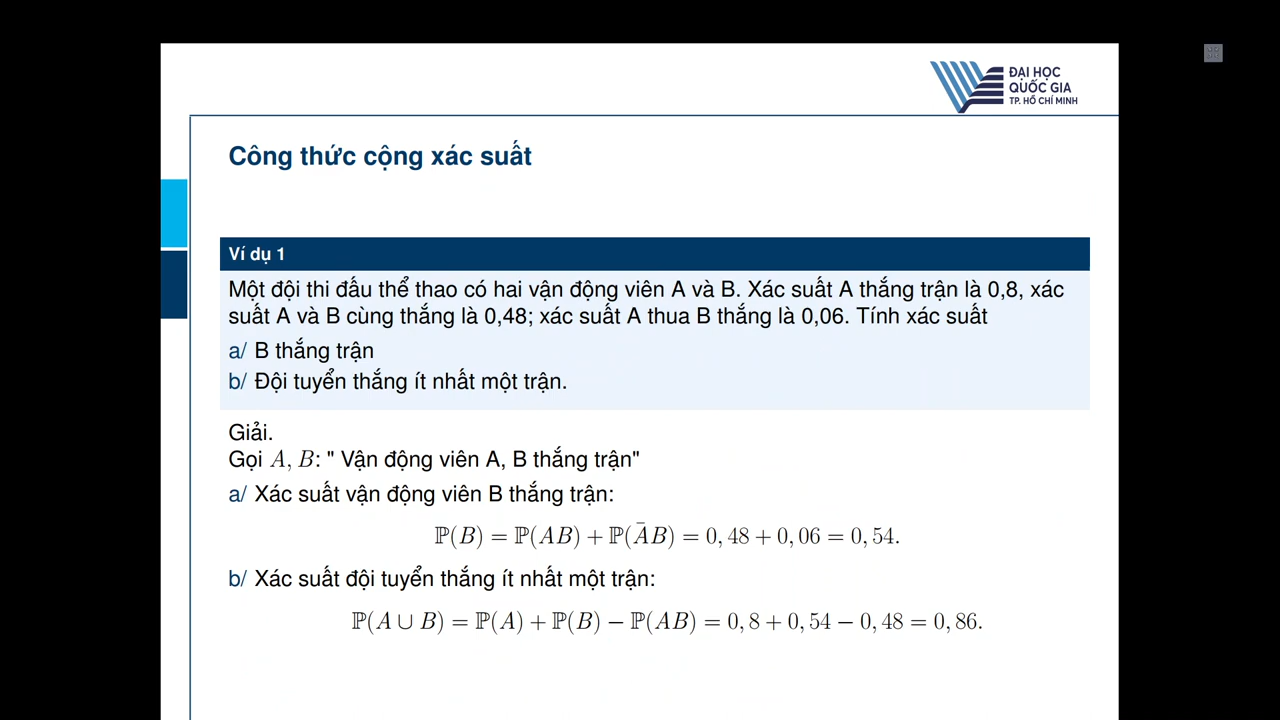 ĐẠI HỌC
QUỐC GIA
TP. HỒ CHÍ MINH
Công thức cộng xác suất
Ví dụ 1
Một đội thi đấu thể thao có hai vận động viên A và B. Xác suất A thắng trận là 0,8, xác
suất A và B cùng thắng là 0,48; xác suất A thua B thắng là 0,06. Tính xác suất
a/ B thắng trận
b/ Đội tuyển thắng ít nhất một trận.
Giải.
Gọi A, B: " Vận động viên A, B thắng trận"
a/ Xác suất vận động viên B thắng trận:
ℙ(B) = ℙ(AB) + ℙ(ĀB) = 0, 48 + 0, 06 = 0, 54.
b/ Xác suất đội tuyển thắng ít nhất một trận:
ℙ(A ∪ B) = ℙ(A) + ℙ(B) − ℙ(AB) = 0, 8 + 0, 54 − 0, 48 = 0, 86.